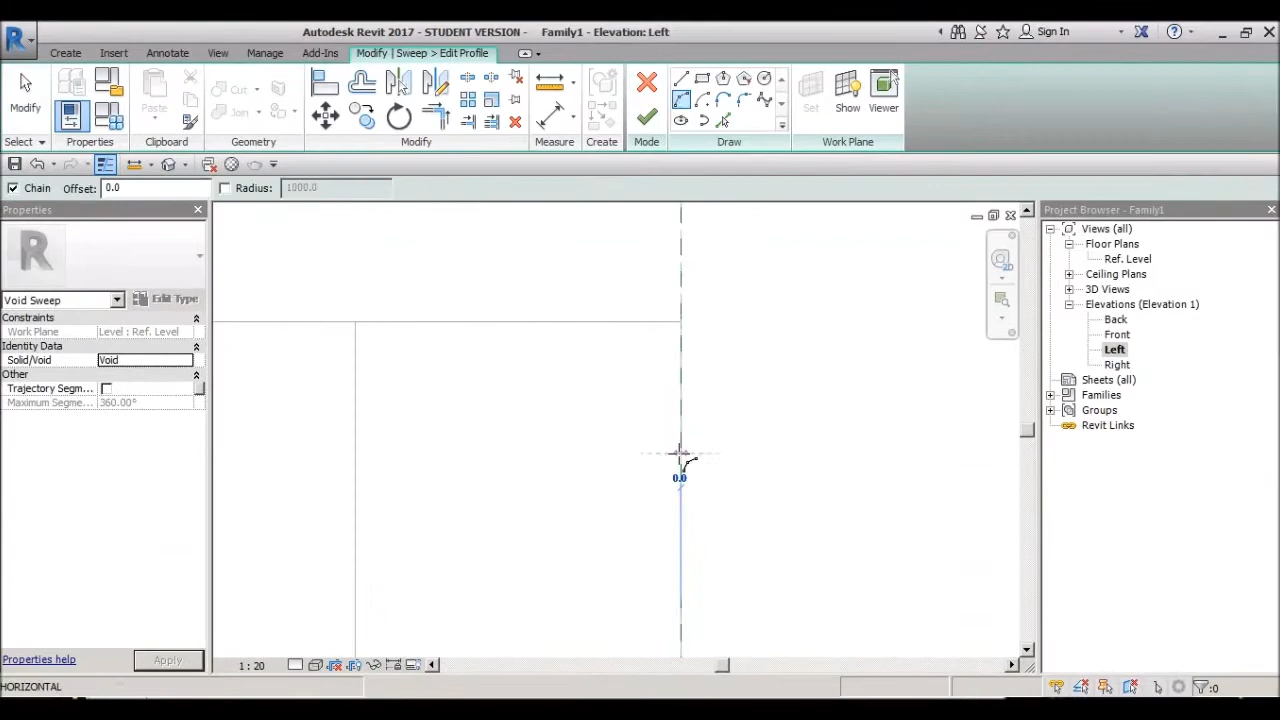 Autodesk Revit 2017 - STUDENT VERSION - Family1 - Elevation: Left
Sign In
Create Insert Annotate View Manage Add-Ins Modify | Sweep > Edit Profile
Modify Paste Cut Join Set Show Viewer
Select Properties Clipboard Geometry Modify Measure Create Mode Draw Work Plane
Chain Offset: 0.0 Radius: 1000.0
Properties
Void Sweep Edit Type
Constraints
Work Plane Level : Ref. Level
Identity Data
Solid/Void Void
Other
Trajectory Segm...
Maximum Segme... 360.00°
Properties help Apply
0.0
2D
Project Browser - Family1
Views (all)
Floor Plans
Ref. Level
Ceiling Plans
3D Views
Elevations (Elevation 1)
Back
Front
Left
Right
Sheets (all)
Families
Groups
Revit Links
1 : 20
HORIZONTAL
:0